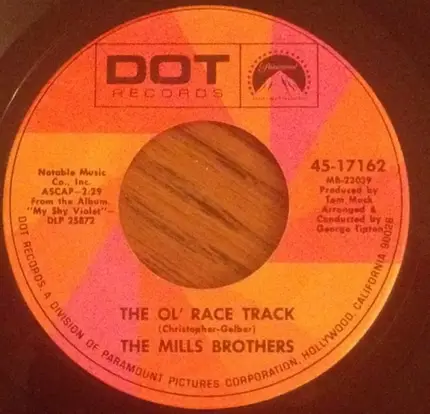 DOT
RECORDS
Paramount
Notable Music
Co., Inc.
ASCAP—2:29
From the Album
"My Shy Violet"—
DLP 25872
45-17162
MB-23039
Produced by
Tom Mack
Arranged &
Conducted by
George Tipton
THE OL' RACE TRACK
(Christopher-Gelber)
THE MILLS BROTHERS
DOT RECORDS, A DIVISION OF PARAMOUNT PICTURES CORPORATION, HOLLYWOOD, CALIFORNIA 90028